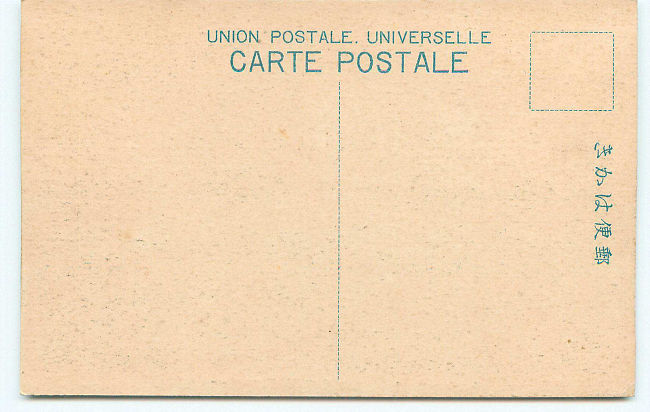 UNION POSTALE. UNIVERSELLE
CARTE POSTALE
郵便はかき